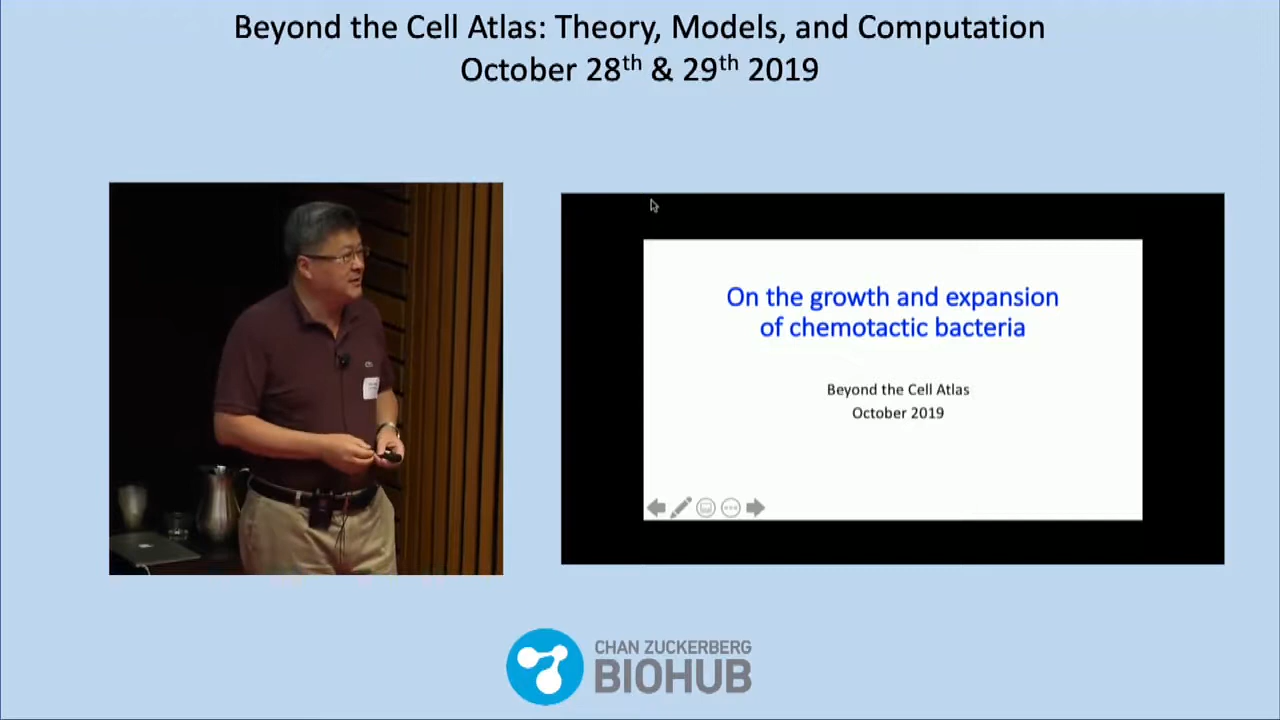 Beyond the Cell Atlas: Theory, Models, and Computation
October 28th & 29th 2019
On the growth and expansion
of chemotactic bacteria
Beyond the Cell Atlas
October 2019
CHAN ZUCKERBERG
BIOHUB